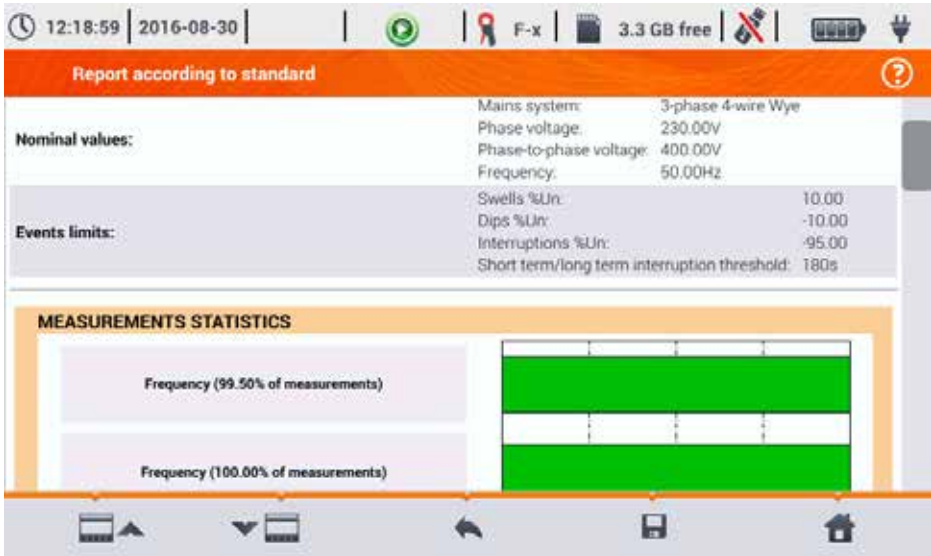 12:18:59 2016-08-30 F-x 3.3 GB free
Report according to standard
?
Nominal values:
Mains system: 3-phase 4-wire Wye
Phase voltage: 230.00V
Phase-to-phase voltage: 400.00V
Frequency: 50.00Hz
Events limits:
Swells %Un: 10.00
Dips %Un: -10.00
Interruptions %Un: -95.00
Short term/long term interruption threshold: 180s
MEASUREMENTS STATISTICS
Frequency (99.50% of measurements)
Frequency (100.00% of measurements)